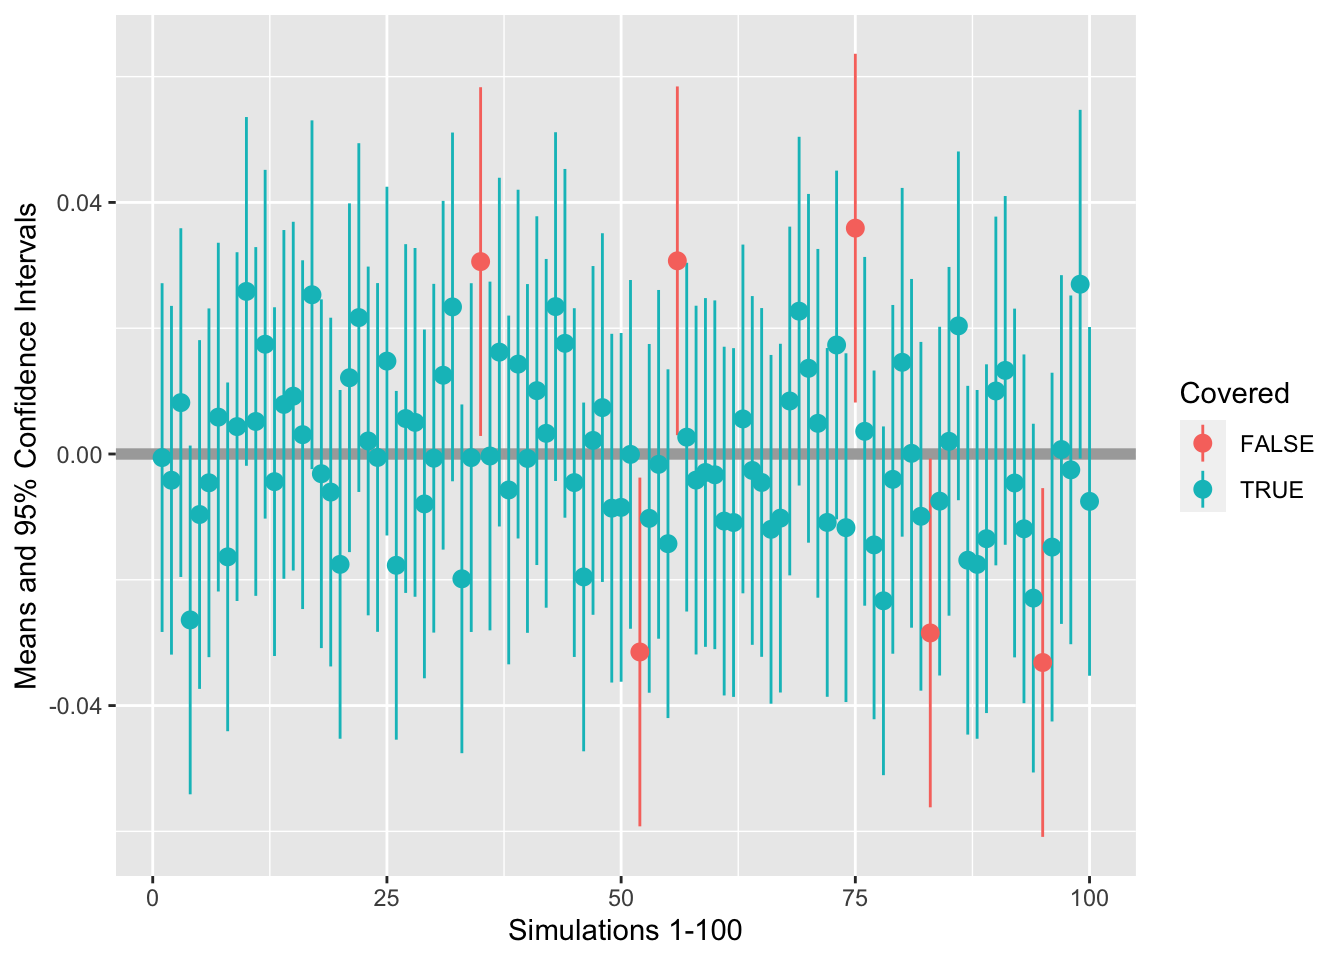 Means and 95% Confidence Intervals
0.04
0.00
-0.04
0
25
50
75
100
Simulations 1-100
Covered
FALSE
TRUE